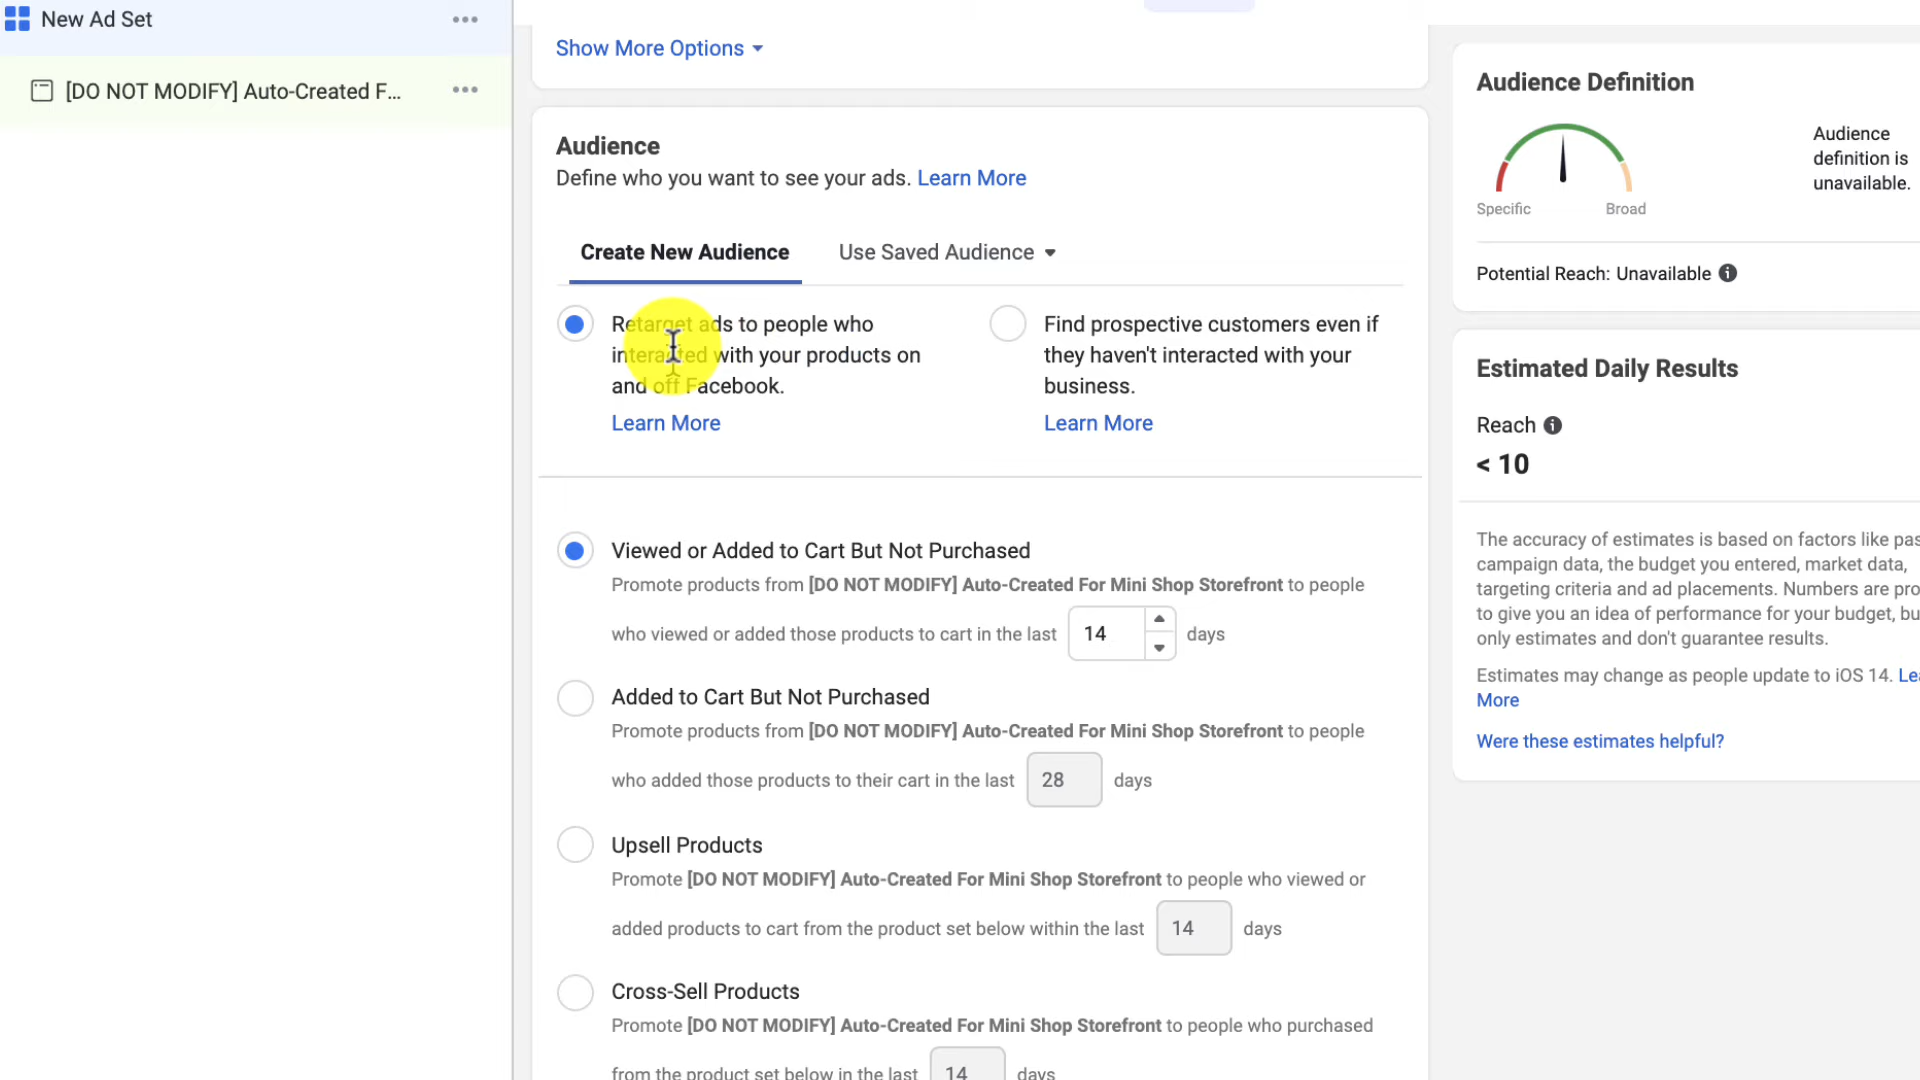 New Ad Set
[DO NOT MODIFY] Auto-Created F...
Show More Options
Audience
Define who you want to see your ads. Learn More
Create New Audience
Use Saved Audience
Retarget ads to people who
interacted with your products on
and off Facebook.
Learn More
Find prospective customers even if
they haven't interacted with your
business.
Learn More
Viewed or Added to Cart But Not Purchased
Promote products from [DO NOT MODIFY] Auto-Created For Mini Shop Storefront to people
who viewed or added those products to cart in the last 14 days
Added to Cart But Not Purchased
Promote products from [DO NOT MODIFY] Auto-Created For Mini Shop Storefront to people
who added those products to their cart in the last 28 days
Upsell Products
Promote [DO NOT MODIFY] Auto-Created For Mini Shop Storefront to people who viewed or
added products to cart from the product set below within the last 14 days
Cross-Sell Products
Promote [DO NOT MODIFY] Auto-Created For Mini Shop Storefront to people who purchased
from the product set below in the last 14 days
Audience Definition
Specific
Broad
Audience
definition is
unavailable.
Potential Reach: Unavailable
Estimated Daily Results
Reach
< 10
The accuracy of estimates is based on factors like pas
campaign data, the budget you entered, market data,
targeting criteria and ad placements. Numbers are pro
to give you an idea of performance for your budget, bu
only estimates and don't guarantee results.
Estimates may change as people update to iOS 14. Lea
More
Were these estimates helpful?